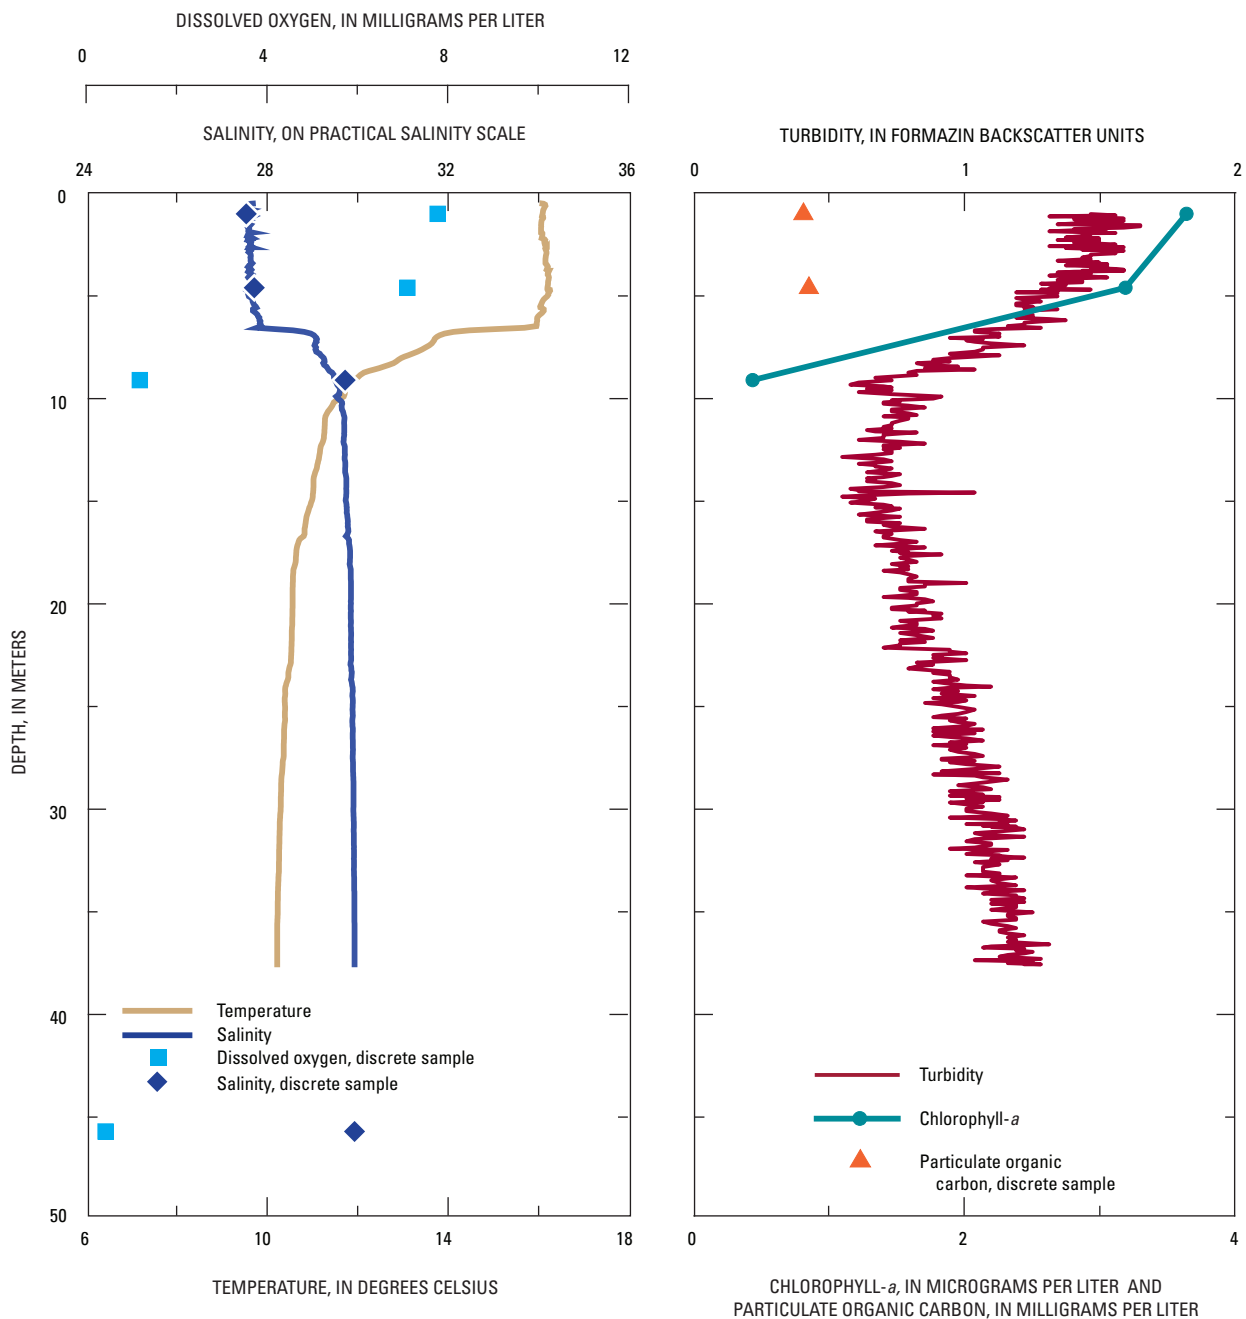 DISSOLVED OXYGEN, IN MILLIGRAMS PER LITER
0 4 8 12
SALINITY, ON PRACTICAL SALINITY SCALE
24 28 32 36
TURBIDITY, IN FORMAZIN BACKSCATTER UNITS
0 1 2
DEPTH, IN METERS
0
10
20
30
40
50
Temperature
Salinity
Dissolved oxygen, discrete sample
Salinity, discrete sample
Turbidity
Chlorophyll-a
Particulate organic
carbon, discrete sample
6 10 14 18
TEMPERATURE, IN DEGREES CELSIUS
0 2 4
CHLOROPHYLL-a, IN MICROGRAMS PER LITER AND
PARTICULATE ORGANIC CARBON, IN MILLIGRAMS PER LITER